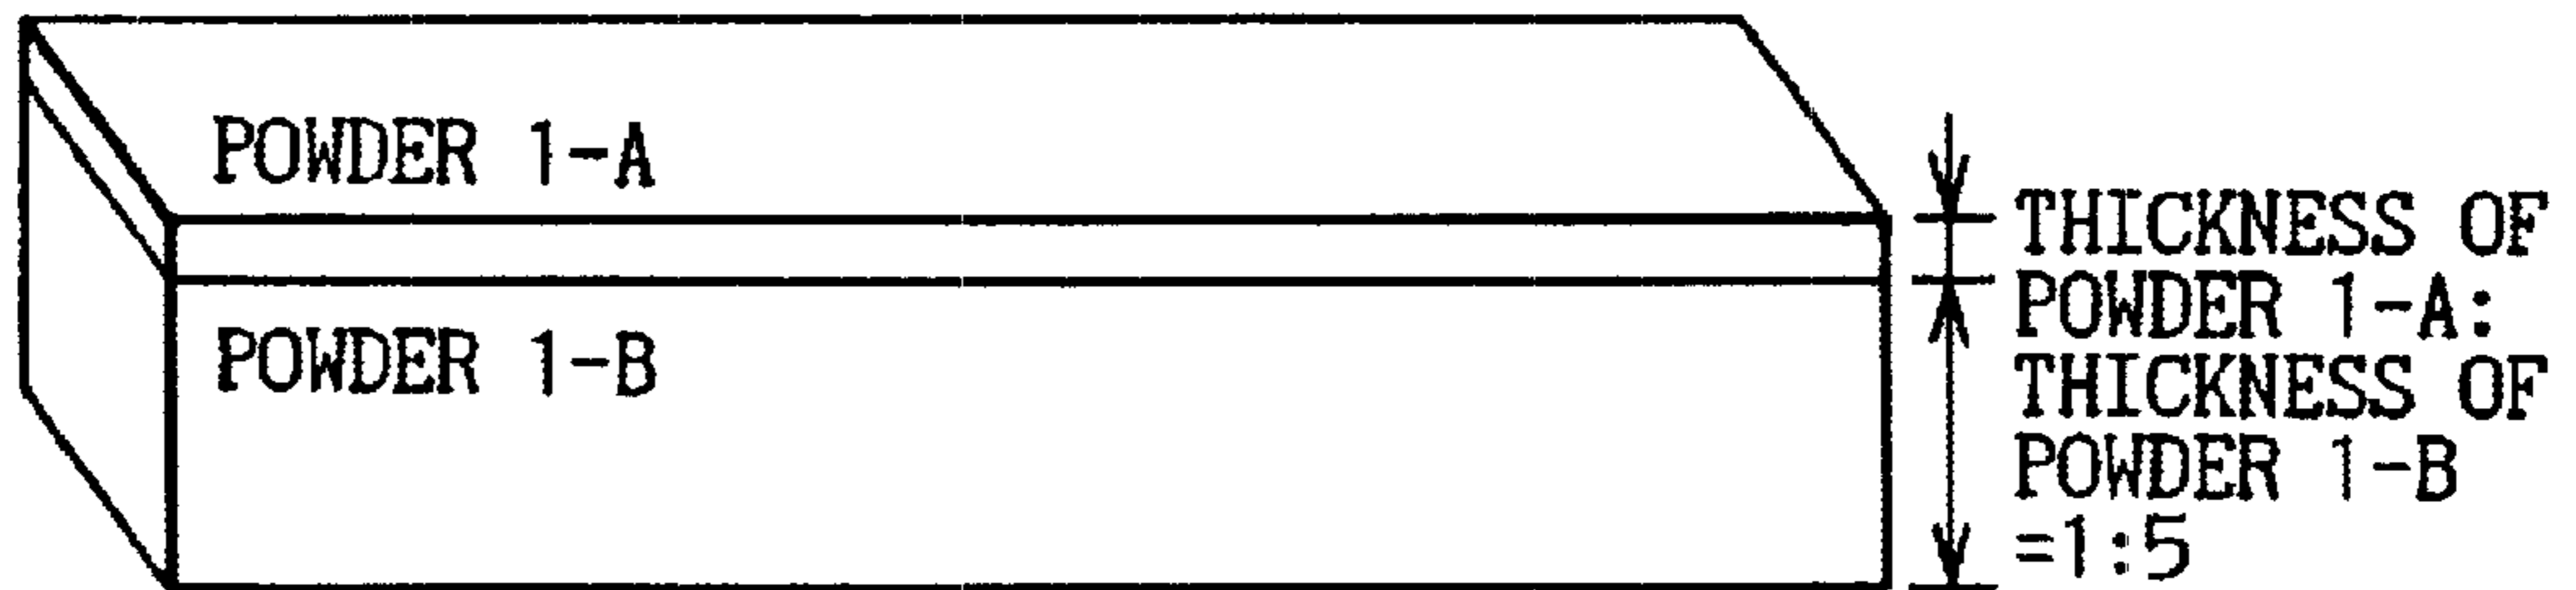 POWDER 1-A
POWDER 1-B
THICKNESS OF
POWDER 1-A:
THICKNESS OF
POWDER 1-B
=1:5